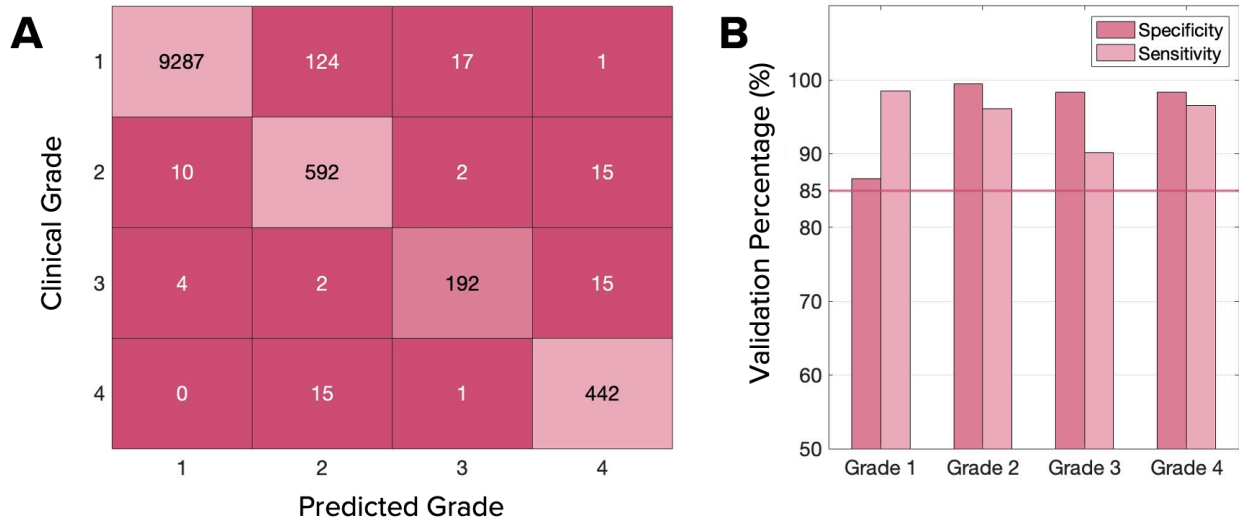 A
Clinical Grade
1 9287 124 17 1
2 10 592 2 15
3 4 2 192 15
4 0 15 1 442
1 2 3 4
Predicted Grade
B
Validation Percentage (%)
Specificity
Sensitivity
100
90
85
80
70
60
50
Grade 1 Grade 2 Grade 3 Grade 4